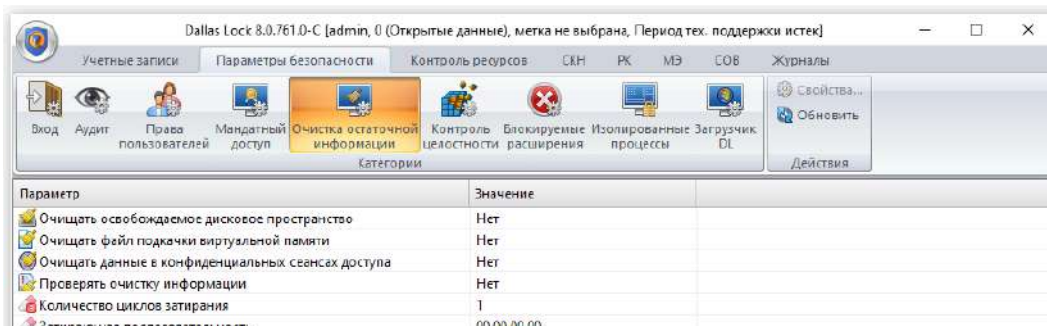 Dallas Lock 8.0.761.0-C [admin, 0 (Открытые данные), метка не выбрана, Период тех. поддержки истек]
Учетные записи Параметры безопасности Контроль ресурсов СКН РК МЭ СОВ Журналы
Вход Аудит Права пользователей Мандатный доступ Очистка остаточной информации Контроль целостности Блокируемые расширения Изолированные процессы Загрузчик DL
Свойства...
Обновить
Категории Действия
Параметр Значение
Очищать освобождаемое дисковое пространство Нет
Очищать файл подкачки виртуальной памяти Нет
Очищать данные в конфиденциальных сеансах доступа Нет
Проверять очистку информации Нет
Количество циклов затирания 1
Затирающая последовательность